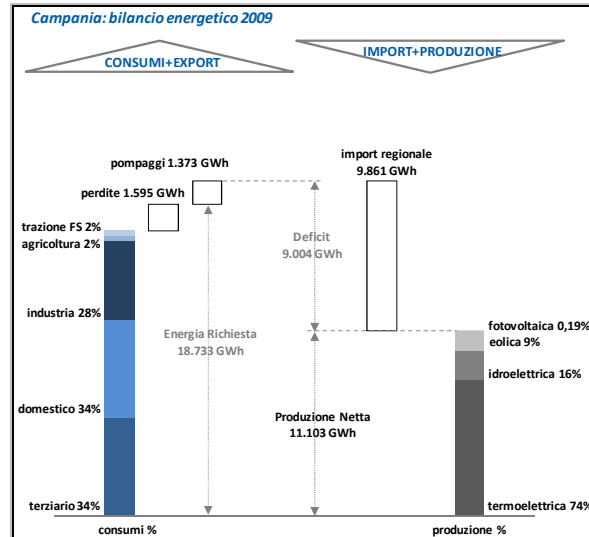 Campania: bilancio energetico 2009
CONSUMI+EXPORT
IMPORT+PRODUZIONE
pompaggi 1.373 GWh
perdite 1.595 GWh
trazione FS 2%
agricoltura 2%
industria 28%
domestico 34%
terziario 34%
consumi %
Energia Richiesta
18.733 GWh
import regionale
9.861 GWh
Deficit
9.004 GWh
Produzione Netta
11.103 GWh
fotovoltaica 0,19%
eolica 9%
idroelettrica 16%
termoelettrica 74%
produzione %